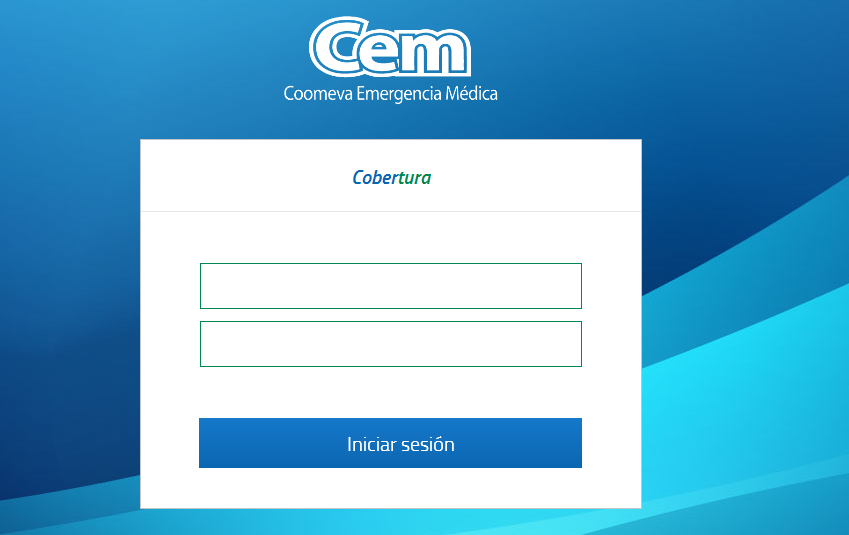 Cem
Coomeva Emergencia Médica
Cobertura
Iniciar sesión